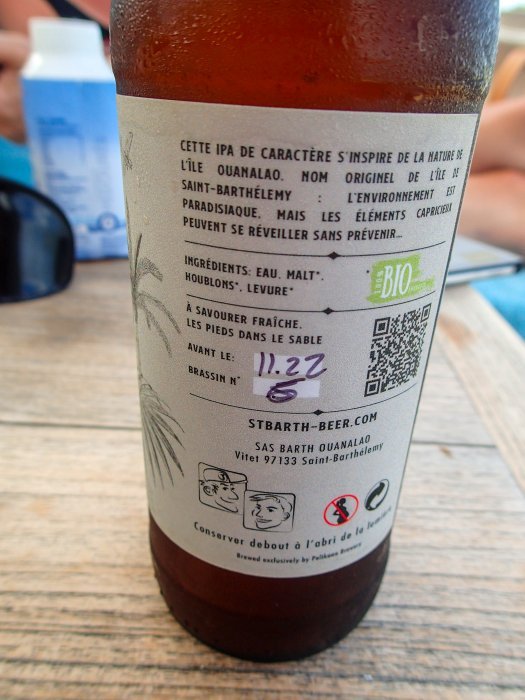 CETTE IPA DE CARACTÈRE S'INSPIRE DE LA NATURE DE
L'ÎLE OUANALAO, NOM ORIGINEL DE L'ÎLE DE
SAINT-BARTHÉLEMY : L'ENVIRONNEMENT EST
PARADISIAQUE, MAIS LES ÉLÉMENTS CAPRICIEUX
PEUVENT SE RÉVEILLER SANS PRÉVENIR...
INGRÉDIENTS: EAU, MALT*,
HOUBLONS*, LEVURE*
* 100% BIO
À SAVOURER FRAÎCHE,
LES PIEDS DANS LE SABLE
AVANT LE: 11.22
BRASSIN N° 6
STBARTH-BEER.COM
SAS BARTH OUANALAO
Vitet 97133 Saint-Barthélemy
Conserver debout à l'abri de la lumière
Brewed exclusively by Pelikaan Brewery